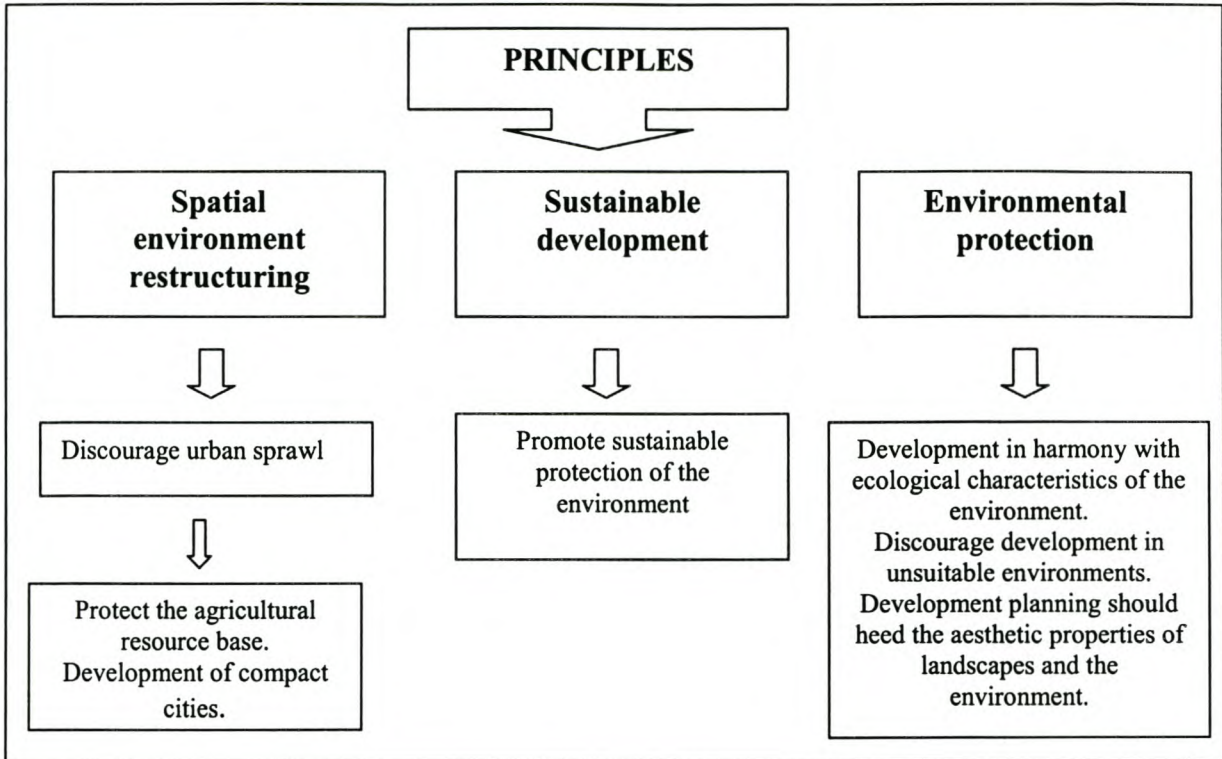 PRINCIPLES
Spatial
environment
restructuring
Sustainable
development
Environmental
protection
Discourage urban sprawl
Promote sustainable
protection of the
environment
Development in harmony with
ecological characteristics of the
environment.
Discourage development in
unsuitable environments.
Development planning should
heed the aesthetic properties of
landscapes and the
environment.
Protect the agricultural
resource base.
Development of compact
cities.